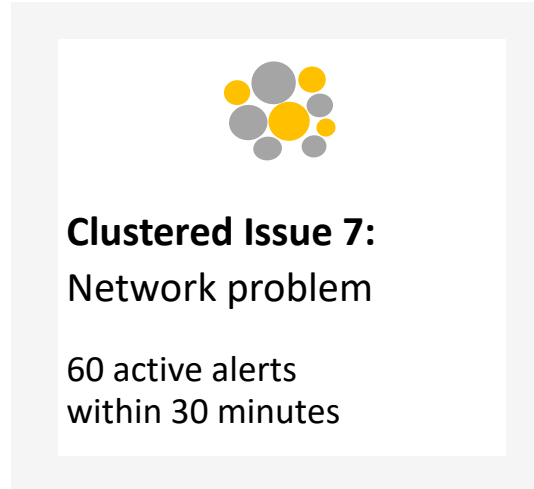 Clustered Issue 7:
Network problem
60 active alerts
within 30 minutes